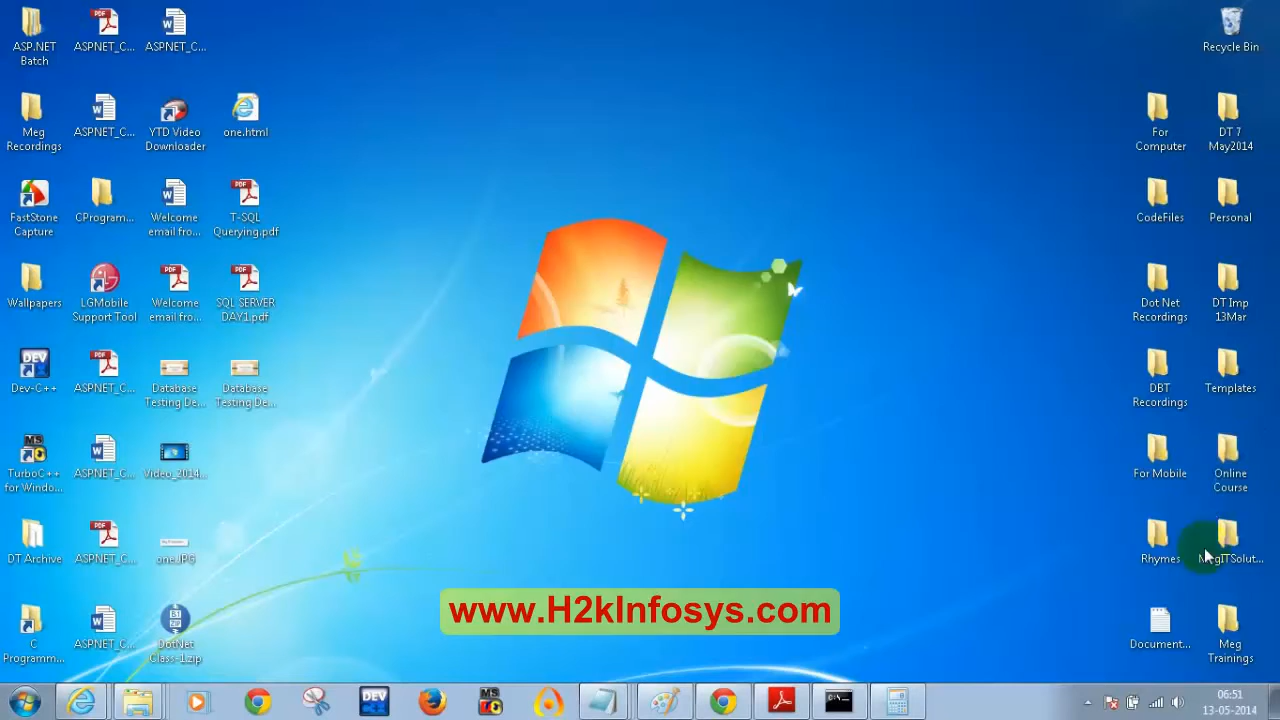 ASP.NET
Batch
ASPNET_C...
ASPNET_C...
Recycle Bin
Meg
Recordings
ASPNET_C...
YTD Video
Downloader
one.html
For
Computer
DT 7
May2014
FastStone
Capture
CProgram...
Welcome
email fro...
T-SQL
Querying.pdf
CodeFiles
Personal
Wallpapers
LGMobile
Support Tool
Welcome
email fro...
SQL SERVER
DAY1.pdf
Dot Net
Recordings
DT Imp
13Mar
Dev-C++
ASPNET_C...
Database
Testing De...
Database
Testing De...
DBT
Recordings
Templates
TurboC++
for Windo...
ASPNET_C...
Video_2014...
For Mobile
Online
Course
DT Archive
ASPNET_C...
one.JPG
Rhymes
MegITSolut...
C
Programm...
ASPNET_C...
DotNet
Class-1.zip
Document...
Meg
Trainings
www.H2kInfosys.com
06:51
13-05-2014